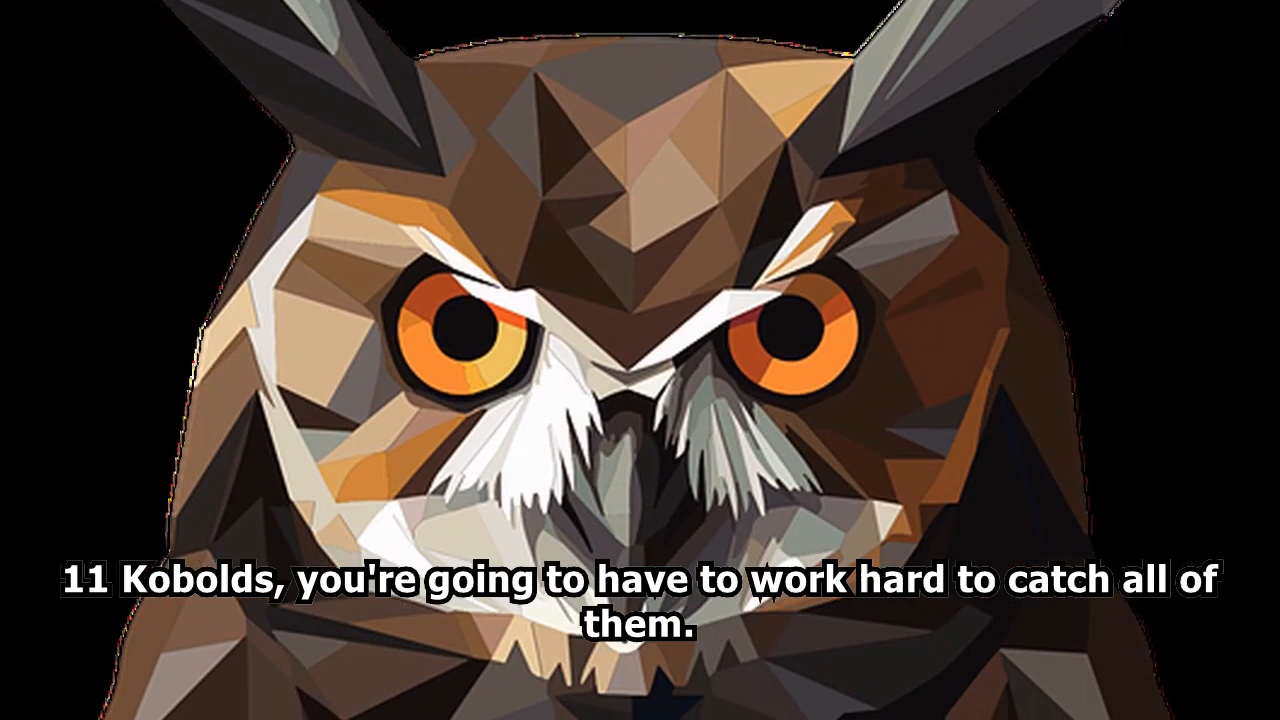 11 Kobolds, you're going to have to work hard to catch all of
them.